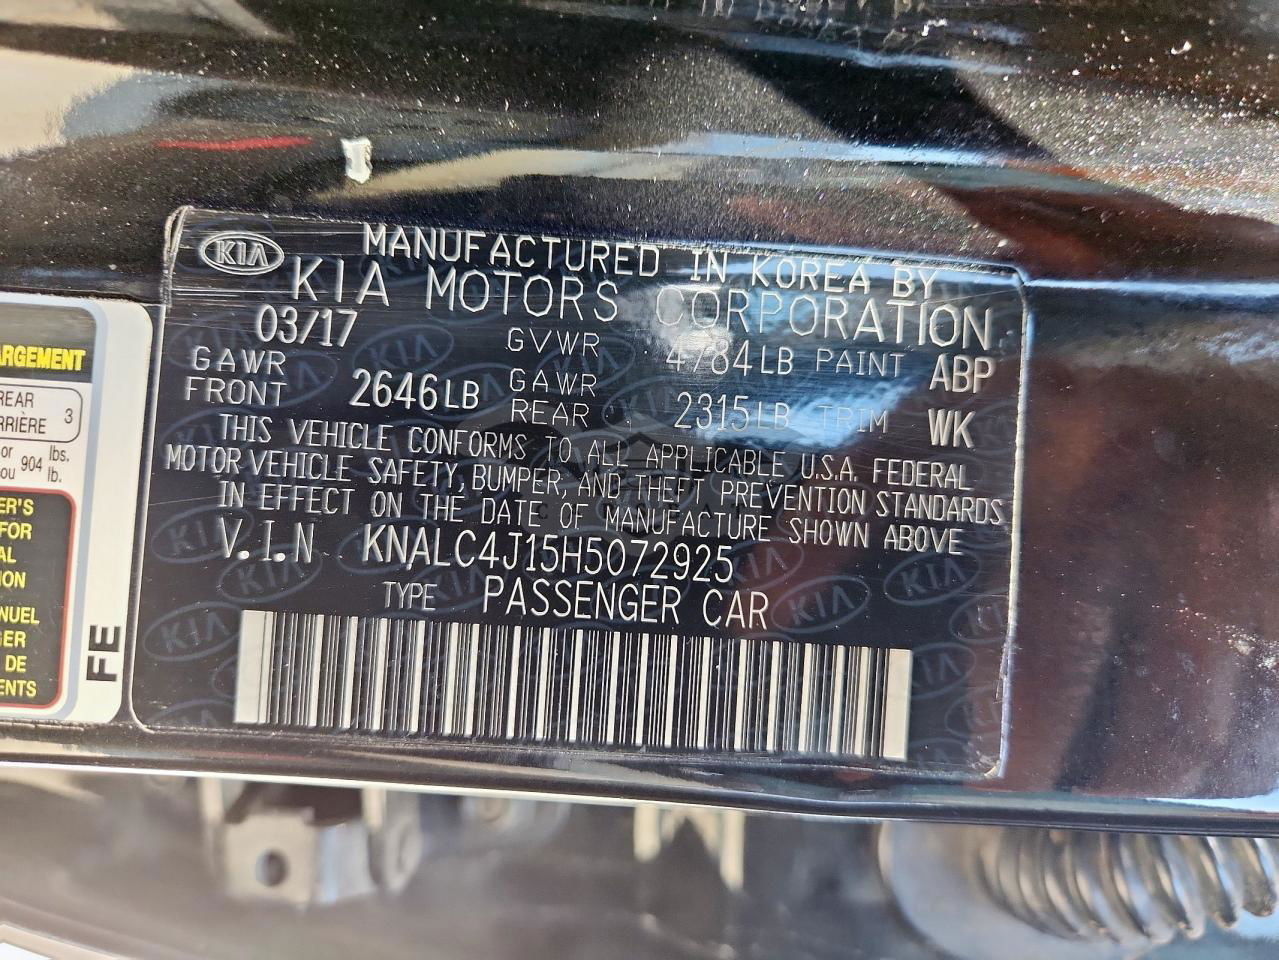 KIA
MANUFACTURED IN KOREA BY
KIA MOTORS CORPORATION
03/17 GVWR 4784LB PAINT ABP
GAWR FRONT 2646LB GAWR REAR 2315LB TRIM WK
THIS VEHICLE CONFORMS TO ALL APPLICABLE U.S.A. FEDERAL
MOTOR VEHICLE SAFETY, BUMPER, AND THEFT PREVENTION STANDARDS
IN EFFECT ON THE DATE OF MANUFACTURE SHOWN ABOVE
V.I.N KNALC4J15H5072925
TYPE PASSENGER CAR
ARGEMENT
REAR
RRIÈRE 3
or lbs.
ou 904 lb.
ER'S
FOR
AL
ION
NUEL
GER
DE
ENTS
FE